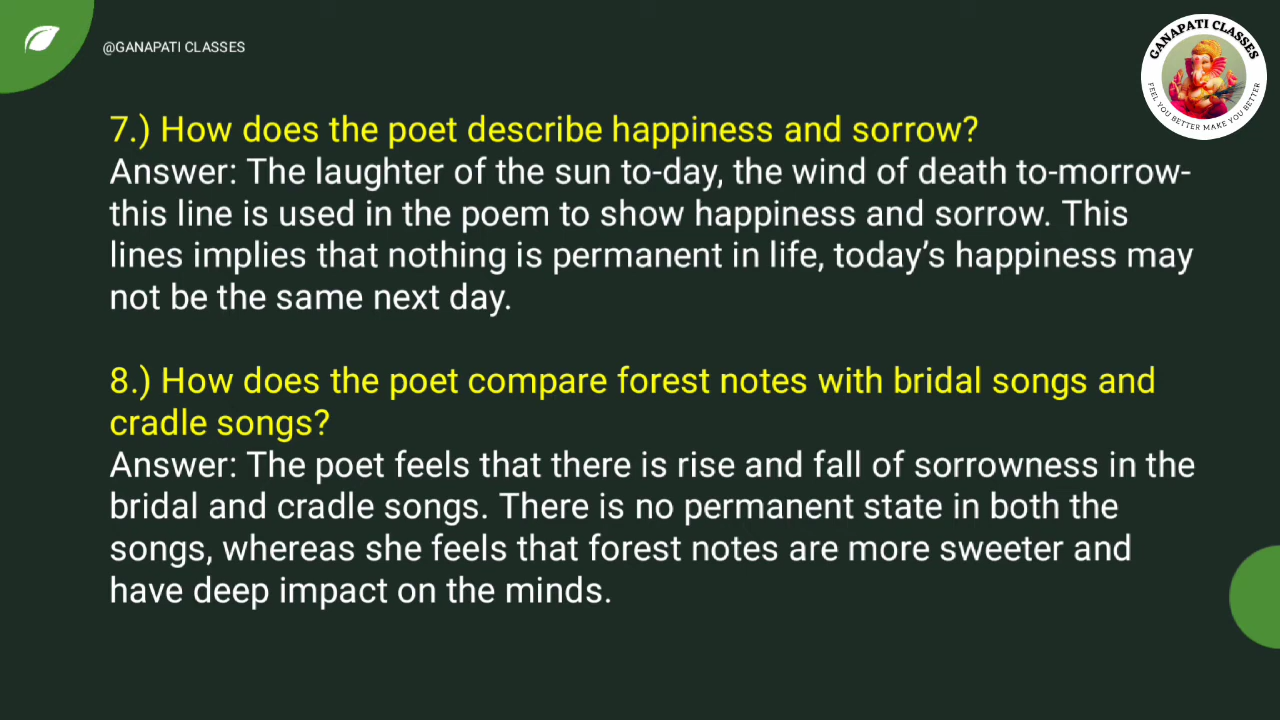 @GANAPATI CLASSES
GANAPATI CLASSES
FEEL YOU BETTER MAKE YOU BETTER
7.) How does the poet describe happiness and sorrow?
Answer: The laughter of the sun to-day, the wind of death to-morrow-
this line is used in the poem to show happiness and sorrow. This
lines implies that nothing is permanent in life, today’s happiness may
not be the same next day.
8.) How does the poet compare forest notes with bridal songs and
cradle songs?
Answer: The poet feels that there is rise and fall of sorrowness in the
bridal and cradle songs. There is no permanent state in both the
songs, whereas she feels that forest notes are more sweeter and
have deep impact on the minds.